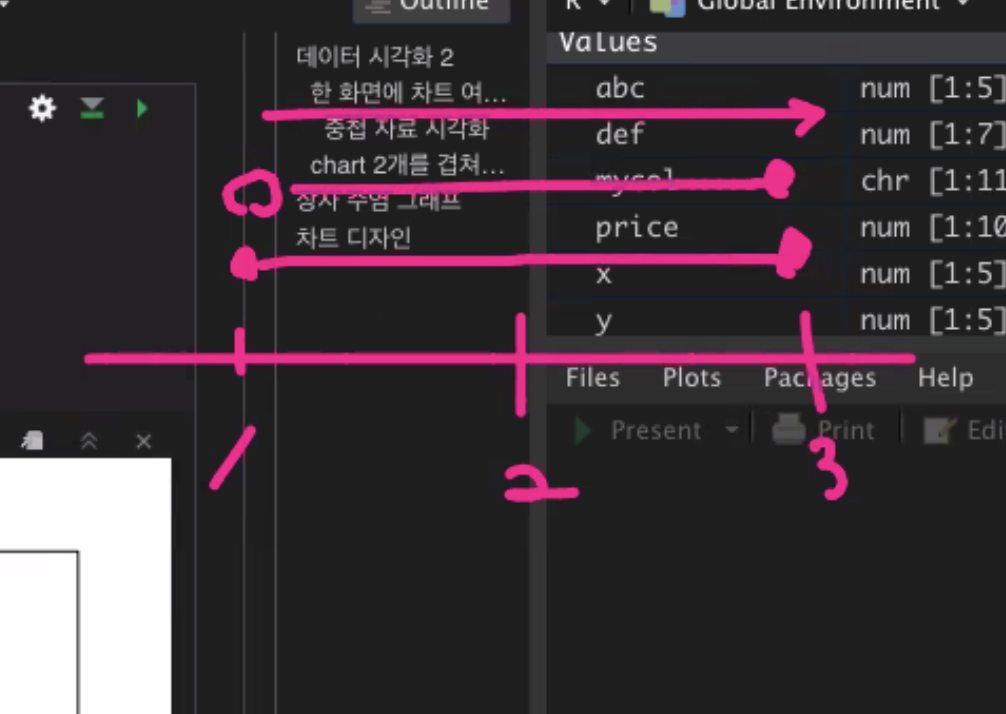 Outline
R
Global Environment
데이터 시각화 2
한 화면에 차트 여...
중첩 자료 시각화
chart 2개를 겹쳐...
상자 수염 그래프
차트 디자인
Values
abc num [1:5]
def num [1:7]
mycol chr [1:11
price num [1:10
x num [1:5]
y num [1:5]
Files Plots Packages Help
Present Print Edi
1 2 3